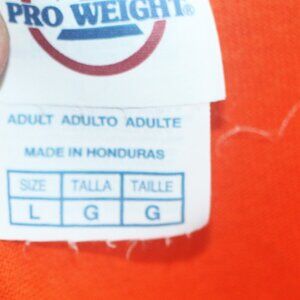 PRO WEIGHT®
ADULT ADULTO ADULTE
MADE IN HONDURAS
SIZE TALLA TAILLE
L G G